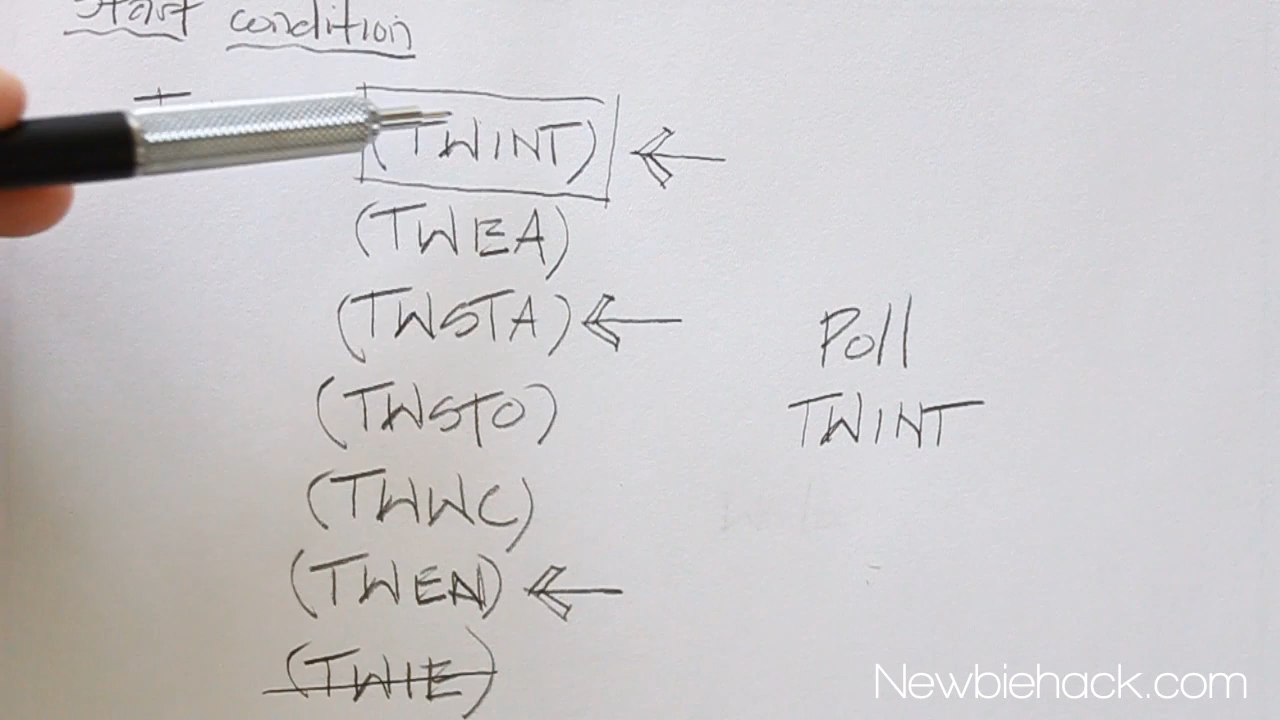 Start condition
(TWINT)
(TWEA)
(TWSTA)
(TWSTO)
(TWWC)
(TWEN)
(TWIE)
Poll
TWINT
Newbiehack.com